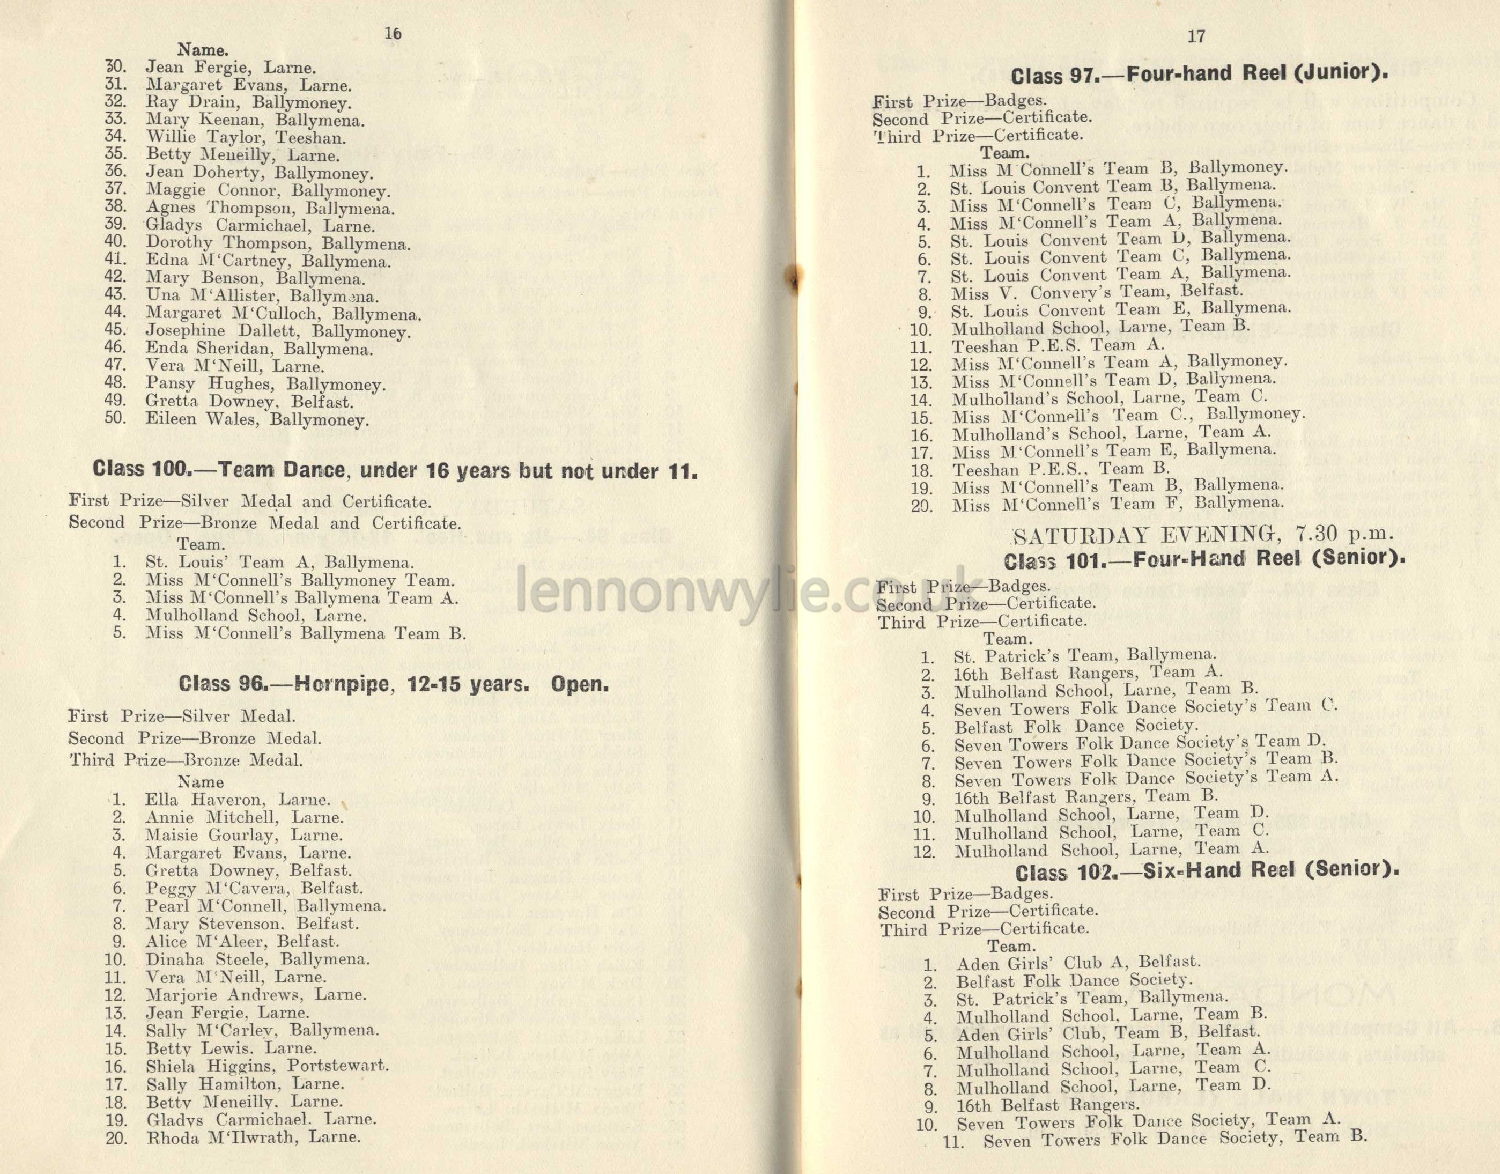 16
Name.
30. Jean Fergie, Larne.
31. Margaret Evans, Larne.
32. Ray Drain, Ballymoney.
33. Mary Keenan, Ballymena.
34. Willie Taylor, Teeshan.
35. Betty Meneilly, Larne.
36. Jean Doherty, Ballymoney.
37. Maggie Connor, Ballymoney.
38. Agnes Thompson, Ballymena.
39. Gladys Carmichael, Larne.
40. Dorothy Thompson, Ballymena.
41. Edna M'Cartney, Ballymena.
42. Mary Benson, Ballymena.
43. Una M'Allister, Ballymena.
44. Margaret M'Culloch, Ballymena.
45. Josephine Dallett, Ballymoney.
46. Enda Sheridan, Ballymena.
47. Vera M'Neill, Larne.
48. Pansy Hughes, Ballymoney.
49. Gretta Downey, Belfast.
50. Eileen Wales, Ballymoney.
Class 100.—Team Dance, under 16 years but not under 11.
First Prize—Silver Medal and Certificate.
Second Prize—Bronze Medal and Certificate.
Team.
1. St. Louis' Team A, Ballymena.
2. Miss M'Connell's Ballymoney Team.
3. Miss M'Connell's Ballymena Team A.
4. Mulholland School, Larne.
5. Miss M'Connell's Ballymena Team B.
Class 96.—Hornpipe, 12-15 years. Open.
First Prize—Silver Medal.
Second Prize—Bronze Medal.
Third Prize—Bronze Medal.
Name
1. Ella Haveron, Larne.
2. Annie Mitchell, Larne.
3. Maisie Gourlay, Larne.
4. Margaret Evans, Larne.
5. Gretta Downey, Belfast.
6. Peggy M'Cavera, Belfast.
7. Pearl M'Connell, Ballymena.
8. Mary Stevenson, Belfast.
9. Alice M'Aleer, Belfast.
10. Dinaha Steele, Ballymena.
11. Vera M'Neill, Larne.
12. Marjorie Andrews, Larne.
13. Jean Fergie, Larne.
14. Sally M'Carley, Ballymena.
15. Betty Lewis, Larne.
16. Shiela Higgins, Portstewart.
17. Sally Hamilton, Larne.
18. Betty Meneilly, Larne.
19. Gladys Carmichael, Larne.
20. Rhoda M'Ilwrath, Larne.
17
Class 97.—Four-hand Reel (Junior).
First Prize—Badges.
Second Prize—Certificate.
Third Prize—Certificate.
Team.
1. Miss M'Connell's Team B, Ballymoney.
2. St. Louis Convent Team B, Ballymena.
3. Miss M'Connell's Team C, Ballymena.
4. Miss M'Connell's Team A, Ballymena.
5. St. Louis Convent Team D, Ballymena.
6. St. Louis Convent Team C, Ballymena.
7. St. Louis Convent Team A, Ballymena.
8. Miss V. Convery's Team, Belfast.
9. St. Louis Convent Team E, Ballymena.
10. Mulholland School, Larne, Team B.
11. Teeshan P.E.S. Team A.
12. Miss M'Connell's Team A, Ballymoney.
13. Miss M'Connell's Team D, Ballymena.
14. Mulholland's School, Larne, Team C.
15. Miss M'Connell's Team C., Ballymoney.
16. Mulholland's School, Larne, Team A.
17. Miss M'Connell's Team E, Ballymena.
18. Teeshan P.E.S., Team B.
19. Miss M'Connell's Team B, Ballymena.
20. Miss M'Connell's Team F, Ballymena.
SATURDAY EVENING, 7.30 p.m.
Class 101.—Four-Hand Reel (Senior).
First Prize—Badges.
Second Prize—Certificate.
Third Prize—Certificate.
Team.
1. St. Patrick's Team, Ballymena.
2. 16th Belfast Rangers, Team A.
3. Mulholland School, Larne, Team B.
4. Seven Towers Folk Dance Society's Team C.
5. Belfast Folk Dance Society.
6. Seven Towers Folk Dance Society's Team D.
7. Seven Towers Folk Dance Society's Team B.
8. Seven Towers Folk Dance Society's Team A.
9. 16th Belfast Rangers, Team B.
10. Mulholland School, Larne, Team D.
11. Mulholland School, Larne, Team C.
12. Mulholland School, Larne, Team A.
Class 102.—Six-Hand Reel (Senior).
First Prize—Badges.
Second Prize—Certificate.
Third Prize—Certificate.
Team.
1. Aden Girls' Club A, Belfast.
2. Belfast Folk Dance Society.
3. St. Patrick's Team, Ballymena.
4. Mulholland School, Larne, Team B.
5. Aden Girls' Club, Team B, Belfast.
6. Mulholland School, Larne, Team A.
7. Mulholland School, Larne, Team C.
8. Mulholland School, Larne, Team D.
9. 16th Belfast Rangers.
10. Seven Towers Folk Dance Society, Team A.
11. Seven Towers Folk Dance Society, Team B.
lennonwylie.co.uk